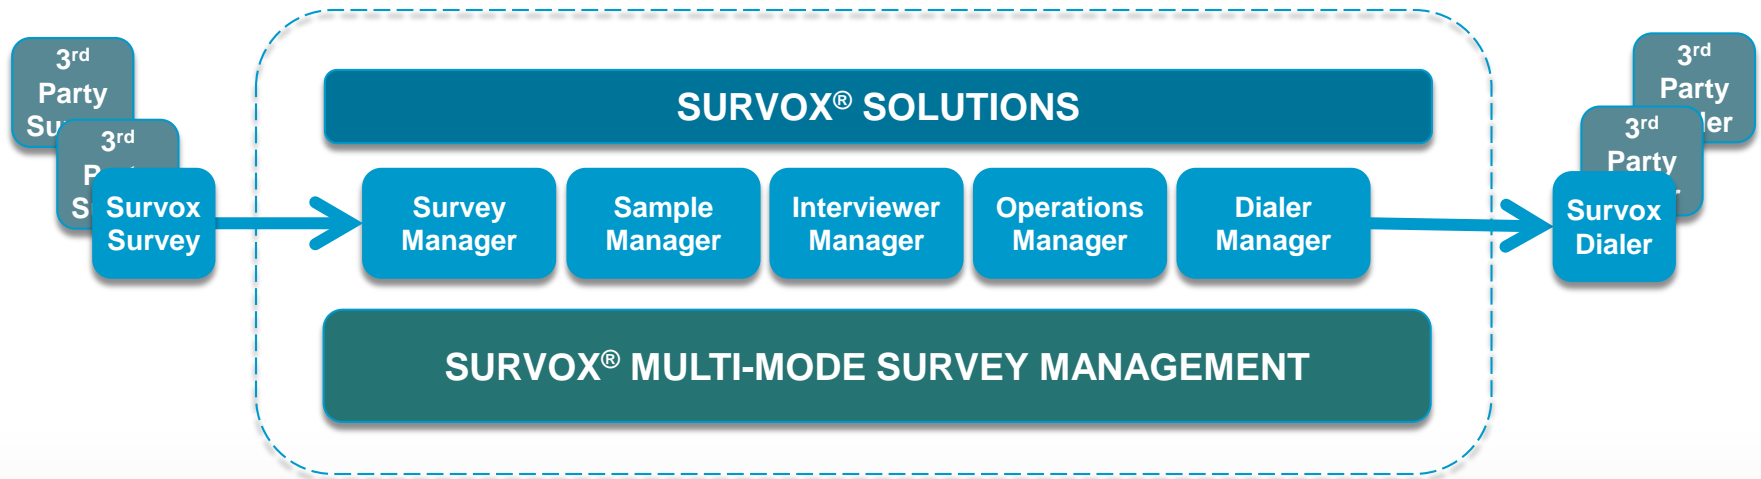 3rd
Party
3rd
Survox
Survey
SURVOX® SOLUTIONS
Survey
Manager
Sample
Manager
Interviewer
Manager
Operations
Manager
Dialer
Manager
SURVOX® MULTI-MODE SURVEY MANAGEMENT
3rd
Party
3rd
Party
Survox
Dialer